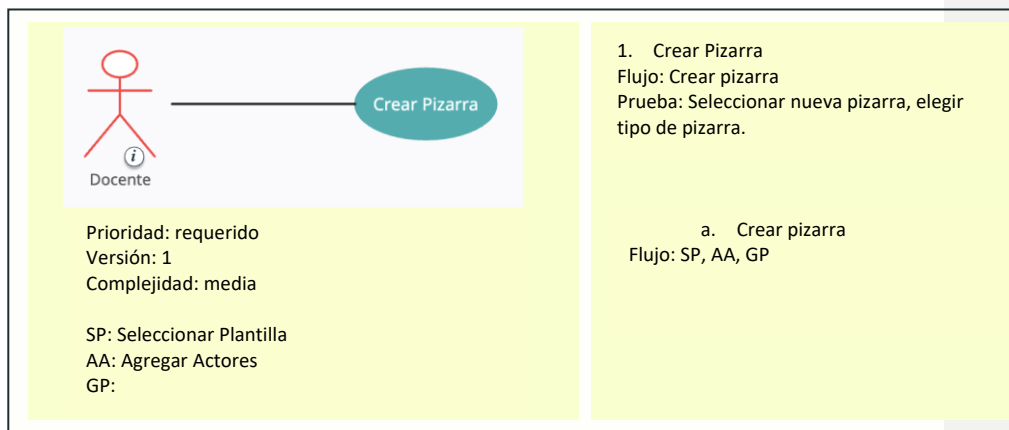 Crear Pizarra
i
Docente
Prioridad: requerido
Versión: 1
Complejidad: media
SP: Seleccionar Plantilla
AA: Agregar Actores
GP:
1. Crear Pizarra
Flujo: Crear pizarra
Prueba: Seleccionar nueva pizarra, elegir
tipo de pizarra.
a. Crear pizarra
Flujo: SP, AA, GP